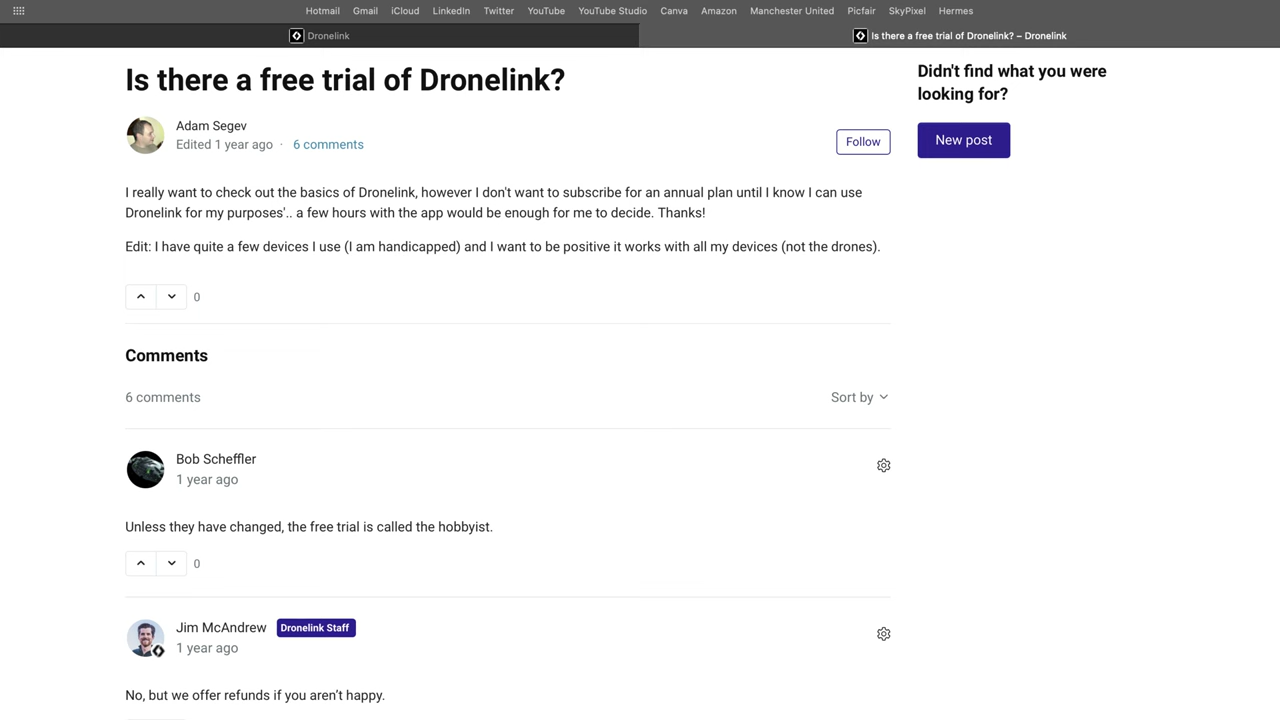 Hotmail Gmail iCloud LinkedIn Twitter YouTube YouTube Studio Canva Amazon Manchester United Picfair SkyPixel Hermes
Dronelink
Is there a free trial of Dronelink? – Dronelink
Is there a free trial of Dronelink?
Adam Segev
Edited 1 year ago · 6 comments
Follow
I really want to check out the basics of Dronelink, however I don't want to subscribe for an annual plan until I know I can use
Dronelink for my purposes'.. a few hours with the app would be enough for me to decide. Thanks!
Edit: I have quite a few devices I use (I am handicapped) and I want to be positive it works with all my devices (not the drones).
0
Comments
6 comments
Sort by
Bob Scheffler
1 year ago
Unless they have changed, the free trial is called the hobbyist.
0
Jim McAndrew Dronelink Staff
1 year ago
No, but we offer refunds if you aren’t happy.
Didn't find what you were
looking for?
New post